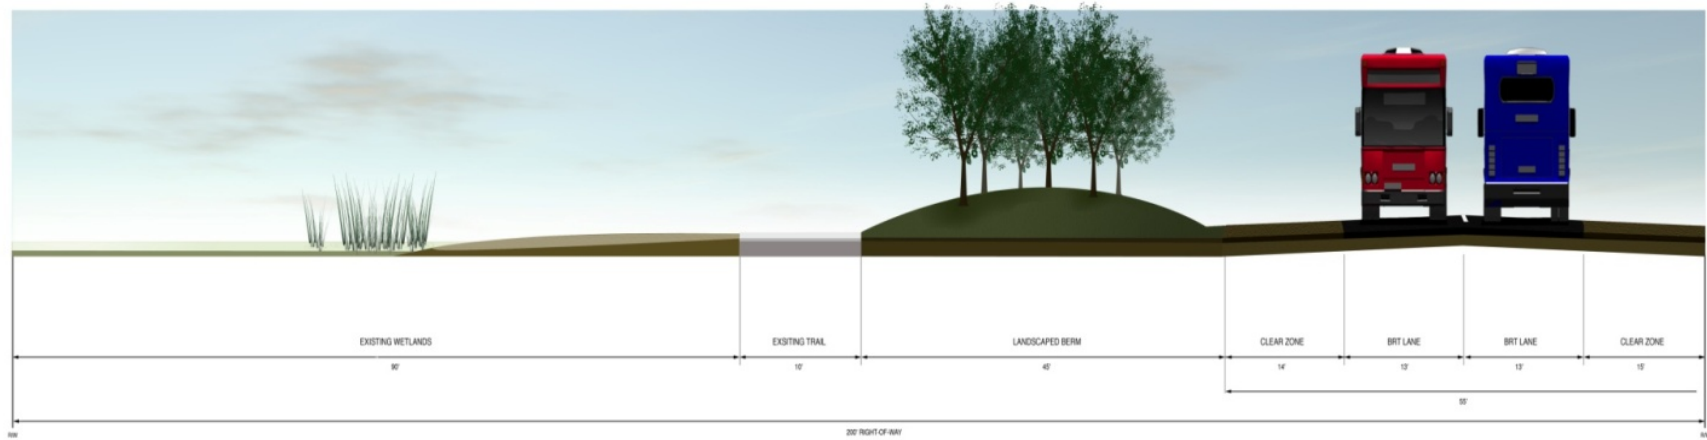 EXISTING WETLANDS
EXSITING TRAIL
LANDSCAPED BERM
CLEAR ZONE
BRT LANE
BRT LANE
CLEAR ZONE
90'
10'
45'
14'
13'
13'
15'
55'
200' RIGHT-OF-WAY